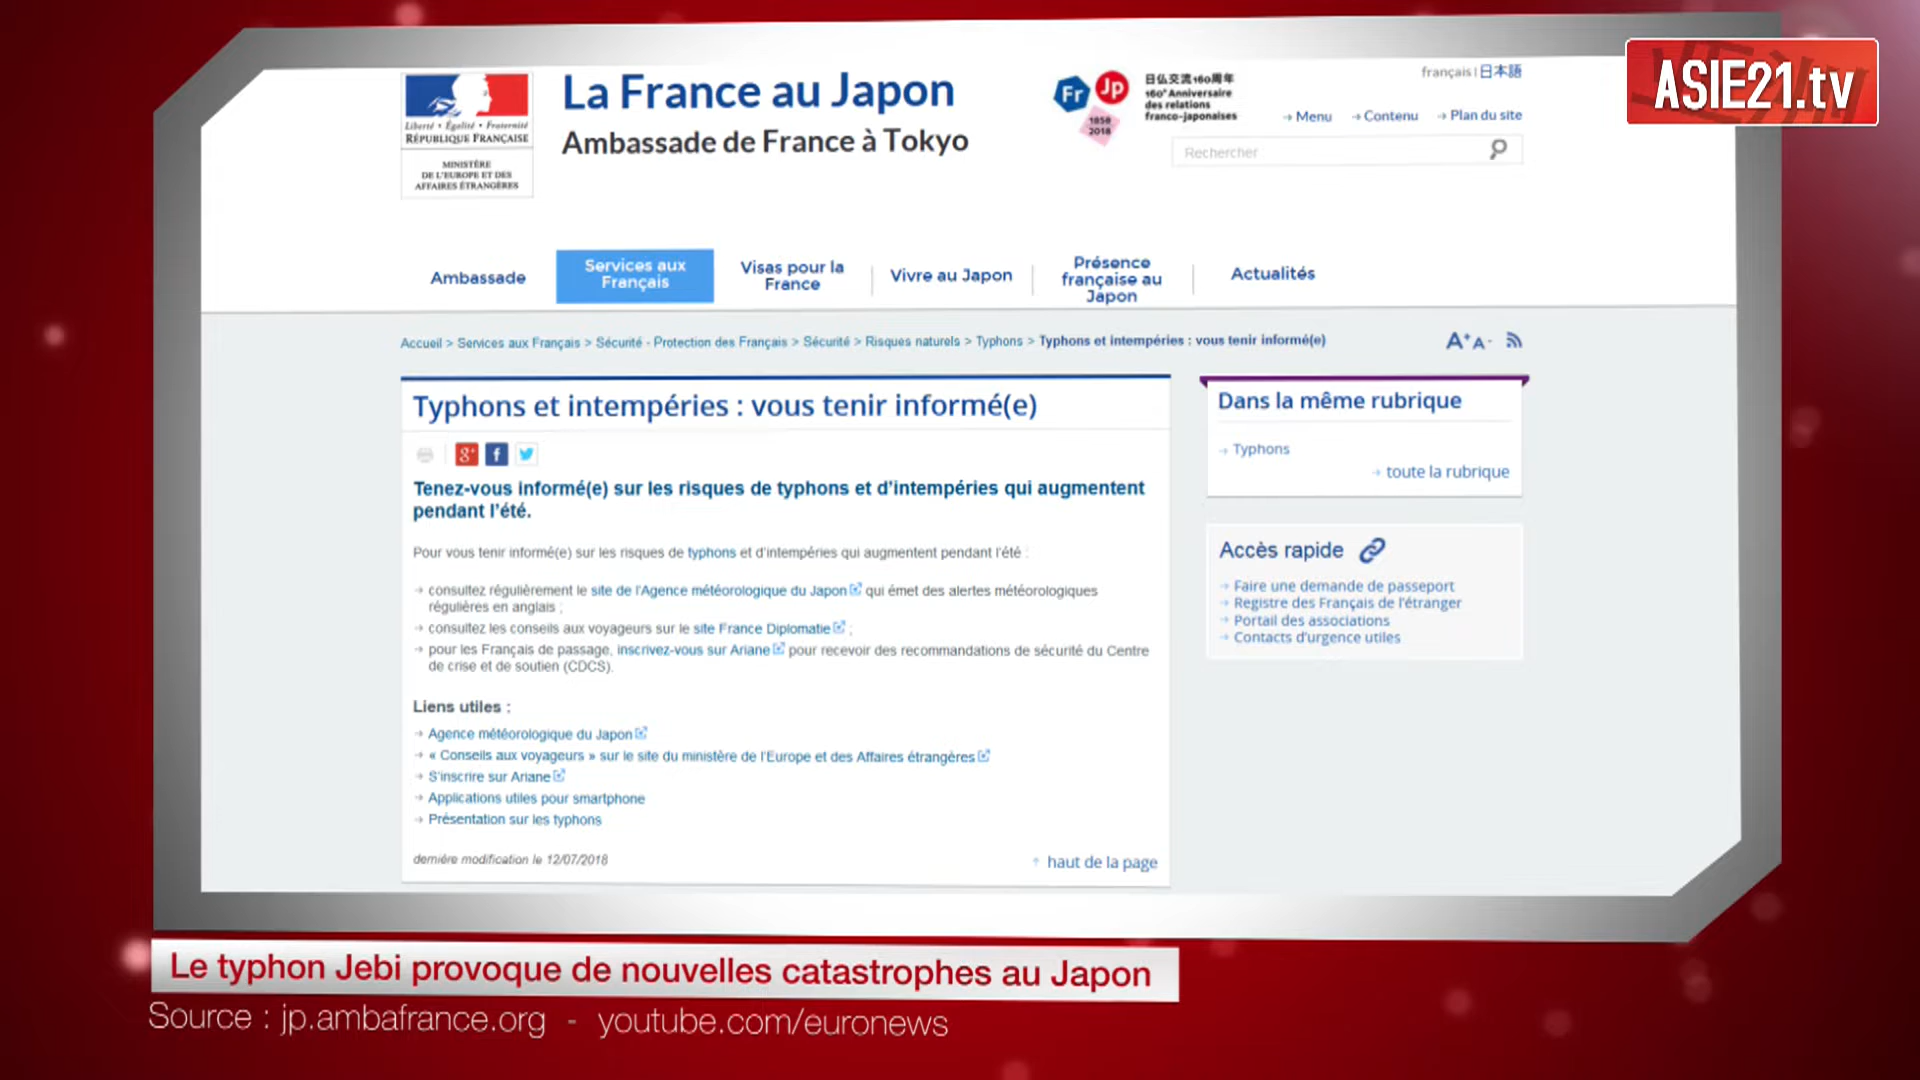 ASIE21.tv
Liberté • Égalité • Fraternité
RÉPUBLIQUE FRANÇAISE
MINISTÈRE
DE L'EUROPE ET DES
AFFAIRES ÉTRANGÈRES
La France au Japon
Ambassade de France à Tokyo
Fr
Jp
1858
2018
日仏交流160周年
160e Anniversaire
des relations
franco-japonaises
français | 日本語
Menu
Contenu
Plan du site
Rechercher
Ambassade
Services aux
Français
Visas pour la
France
Vivre au Japon
Présence
française au
Japon
Actualités
Accueil > Services aux Français > Sécurité - Protection des Français > Sécurité > Risques naturels > Typhons > Typhons et intempéries : vous tenir informé(e)
A+ A-
Typhons et intempéries : vous tenir informé(e)
g+ f
Tenez-vous informé(e) sur les risques de typhons et d'intempéries qui augmentent
pendant l'été.
Pour vous tenir informé(e) sur les risques de typhons et d'intempéries qui augmentent pendant l'été :
consultez régulièrement le site de l'Agence météorologique du Japon qui émet des alertes météorologiques
régulières en anglais ;
consultez les conseils aux voyageurs sur le site France Diplomatie ;
pour les Français de passage, inscrivez-vous sur Ariane pour recevoir des recommandations de sécurité du Centre
de crise et de soutien (CDCS).
Liens utiles :
Agence météorologique du Japon
« Conseils aux voyageurs » sur le site du ministère de l'Europe et des Affaires étrangères
S'inscrire sur Ariane
Applications utiles pour smartphone
Présentation sur les typhons
dernière modification le 12/07/2018
haut de la page
Dans la même rubrique
Typhons
toute la rubrique
Accès rapide
Faire une demande de passeport
Registre des Français de l'étranger
Portail des associations
Contacts d'urgence utiles
Le typhon Jebi provoque de nouvelles catastrophes au Japon
Source : jp.ambafrance.org - youtube.com/euronews